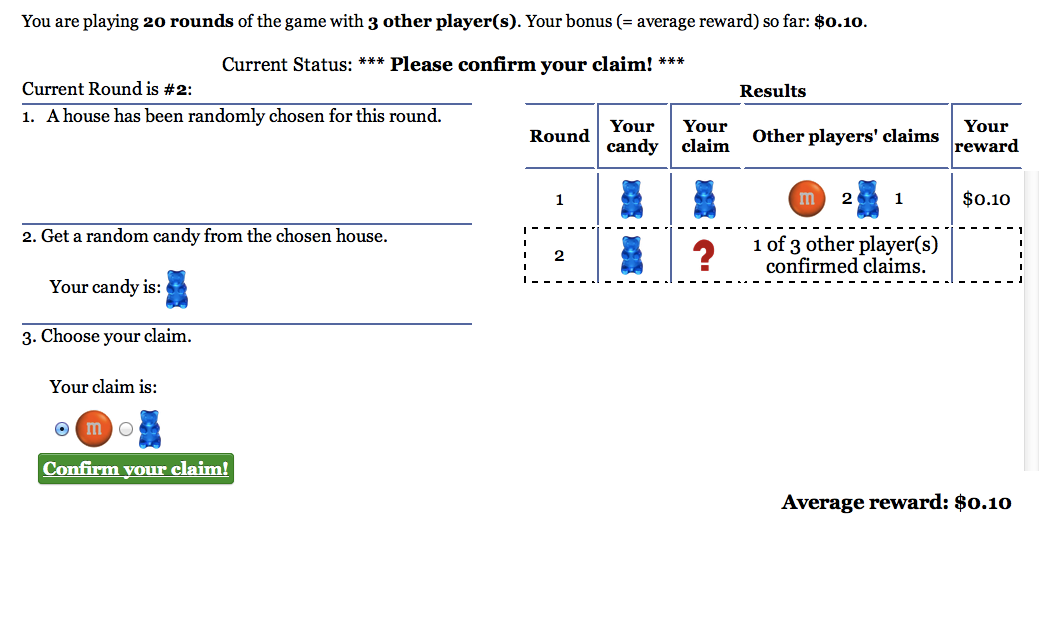 You are playing 20 rounds of the game with 3 other player(s). Your bonus (= average reward) so far: $0.10.
Current Status: *** Please confirm your claim! ***
Current Round is #2:
1. A house has been randomly chosen for this round.
2. Get a random candy from the chosen house.
Your candy is:
3. Choose your claim.
Your claim is:
m
Confirm your claim!
Results
Round Your candy Your claim Other players' claims Your reward
1 m 2 1 $0.10
2 ? 1 of 3 other player(s)
confirmed claims.
Average reward: $0.10